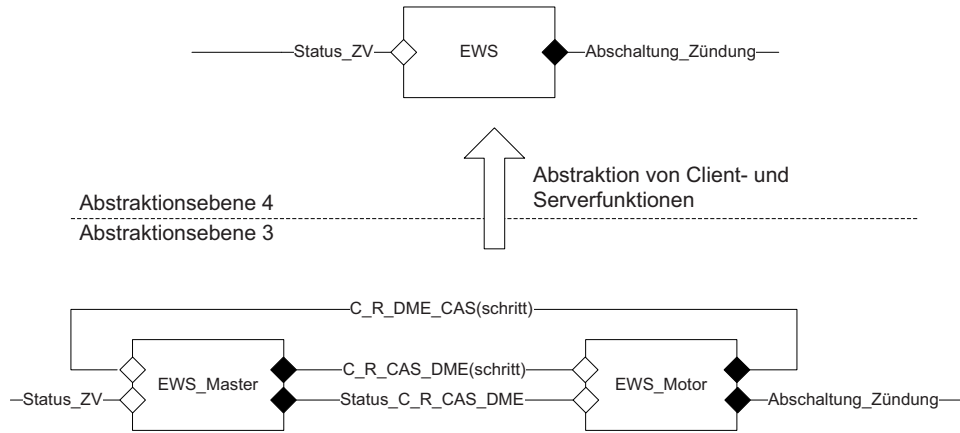 Status_ZV
EWS
Abschaltung_Zündung
Abstraktion von Client- und
Serverfunktionen
Abstraktionsebene 4
Abstraktionsebene 3
C_R_DME_CAS(schritt)
EWS_Master
C_R_CAS_DME(schritt)
EWS_Motor
Status_ZV
Status_C_R_CAS_DME
Abschaltung_Zündung